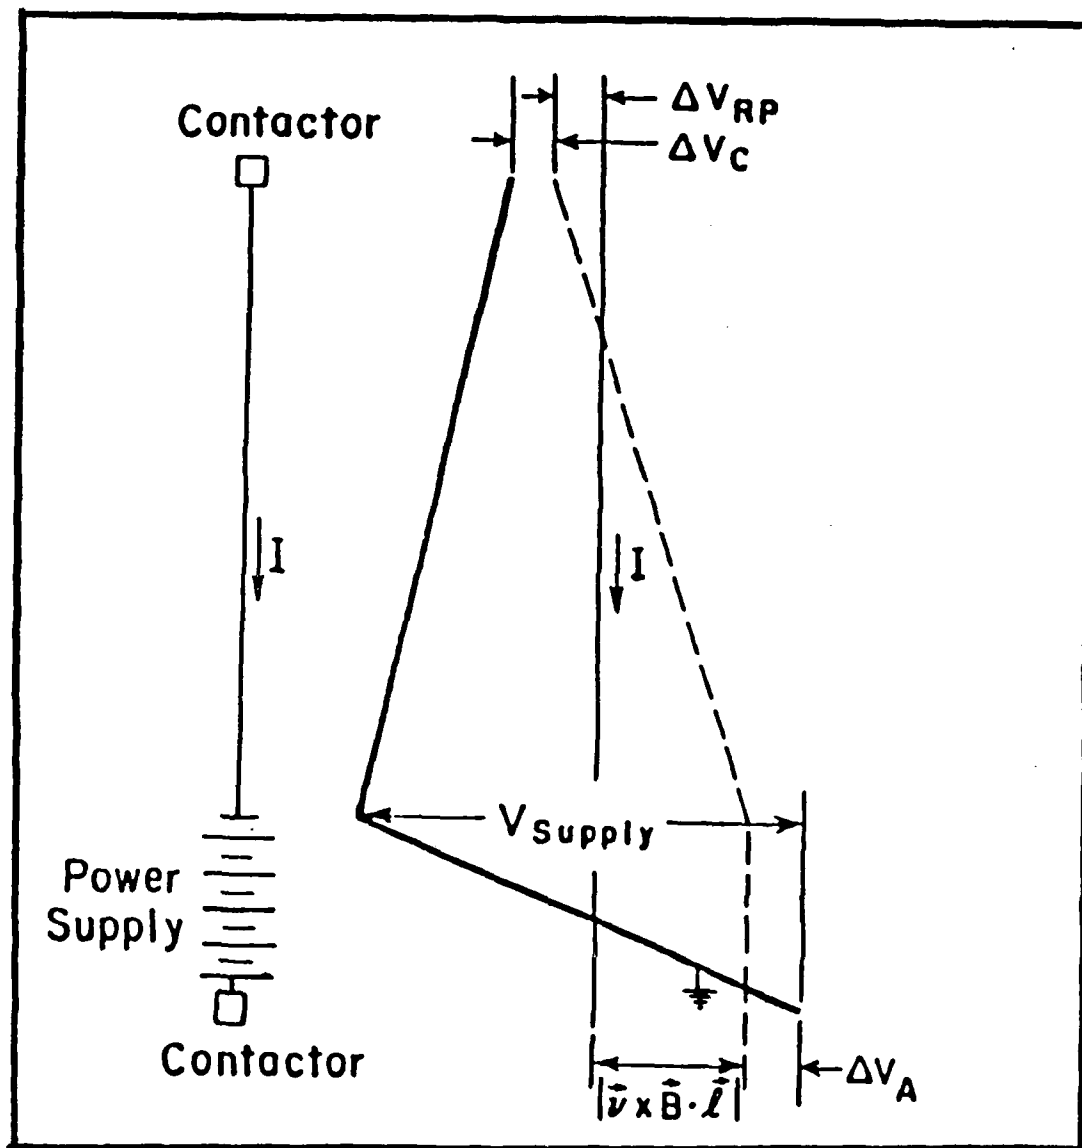 Contactor
ΔV_RP
ΔV_C
I
I
V_Supply
Power
Supply
Contactor
|v⃗ x B⃗ · l⃗|
ΔV_A